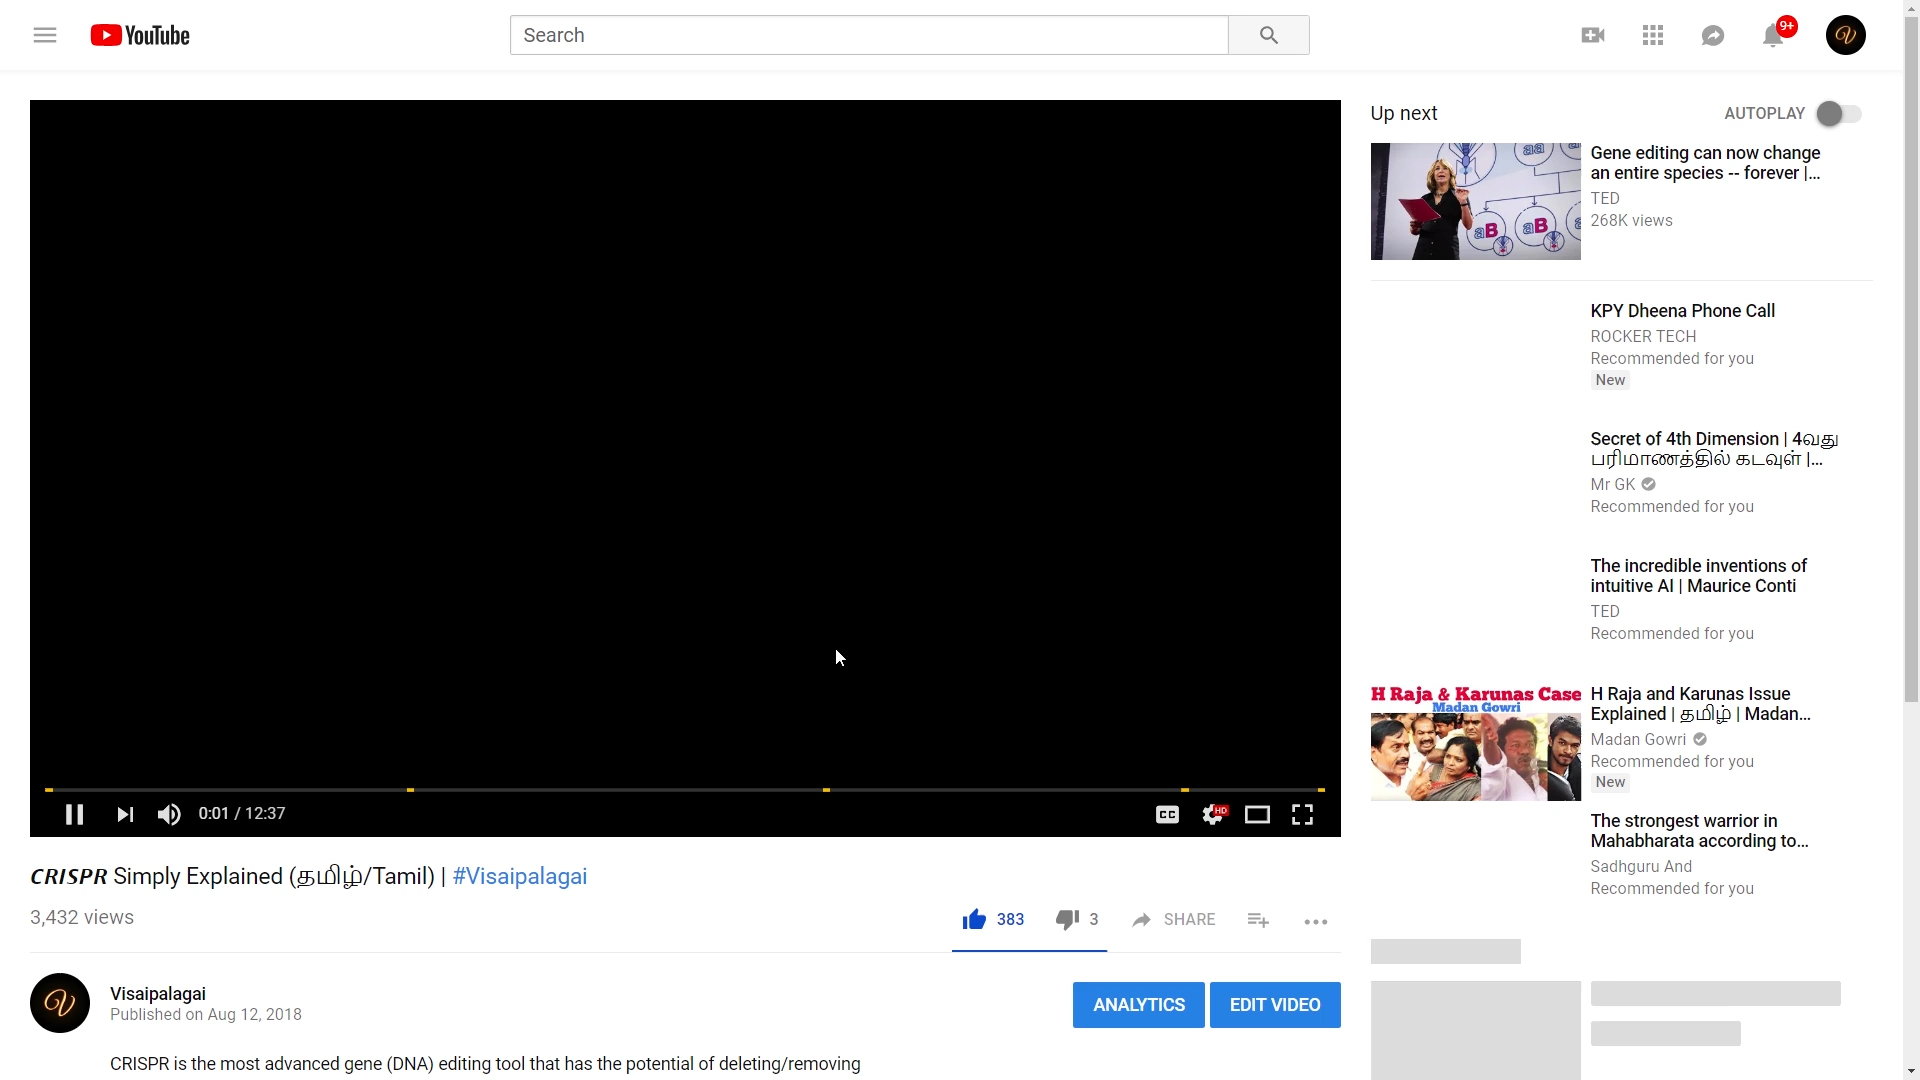 YouTube
Search
9+
0:01 / 12:37
CC
HD
CRISPR Simply Explained (தமிழ்/Tamil) | #Visaipalagai
3,432 views
383
3
SHARE
Visaipalagai
Published on Aug 12, 2018
ANALYTICS
EDIT VIDEO
CRISPR is the most advanced gene (DNA) editing tool that has the potential of deleting/removing
Up next
AUTOPLAY
aa
aB
aB
Gene editing can now change
an entire species -- forever |...
TED
268K views
KPY Dheena Phone Call
ROCKER TECH
Recommended for you
New
Secret of 4th Dimension | 4வது
பரிமாணத்தில் கடவுள் |...
Mr GK
Recommended for you
The incredible inventions of
intuitive AI | Maurice Conti
TED
Recommended for you
H Raja & Karunas Case
Madan Gowri
H Raja and Karunas Issue
Explained | தமிழ் | Madan...
Madan Gowri
Recommended for you
New
The strongest warrior in
Mahabharata according to...
Sadhguru And
Recommended for you